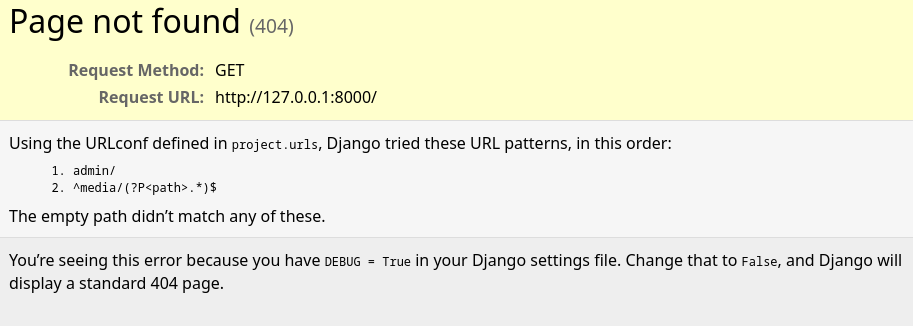 Page not found (404)
Request Method: GET
Request URL: http://127.0.0.1:8000/
Using the URLconf defined in project.urls, Django tried these URL patterns, in this order:
1. admin/
2. ^media/(?P<path>.*)$
The empty path didn’t match any of these.
You’re seeing this error because you have DEBUG = True in your Django settings file. Change that to False, and Django will
display a standard 404 page.